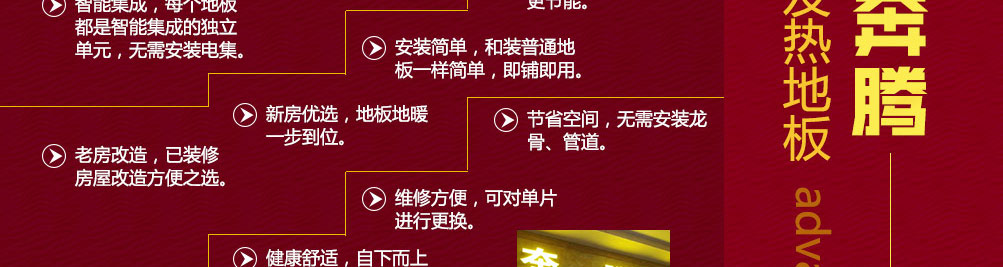 智能集成，每个地板
都是智能集成的独立
单元，无需安装电集。
更节能。
安装简单，和装普通地
板一样简单，即铺即用。
新房优选，地板地暖
一步到位。
节省空间，无需安装龙
骨、管道。
老房改造，已装修
房屋改造方便之选。
维修方便，可对单片
进行更换。
健康舒适，自下而上
奔腾
发热地板
adva